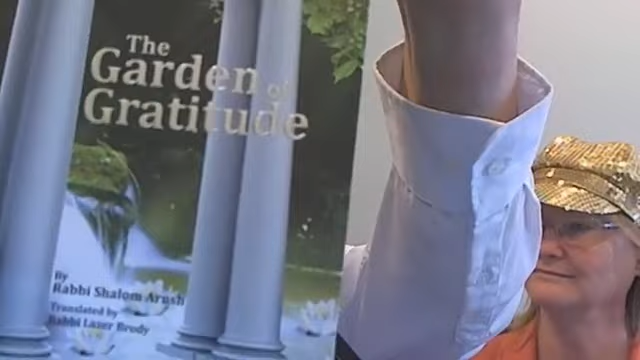 The
Garden of
Gratitude
By
Rabbi Shalom Arush
Translated by
Rabbi Lazer Brody